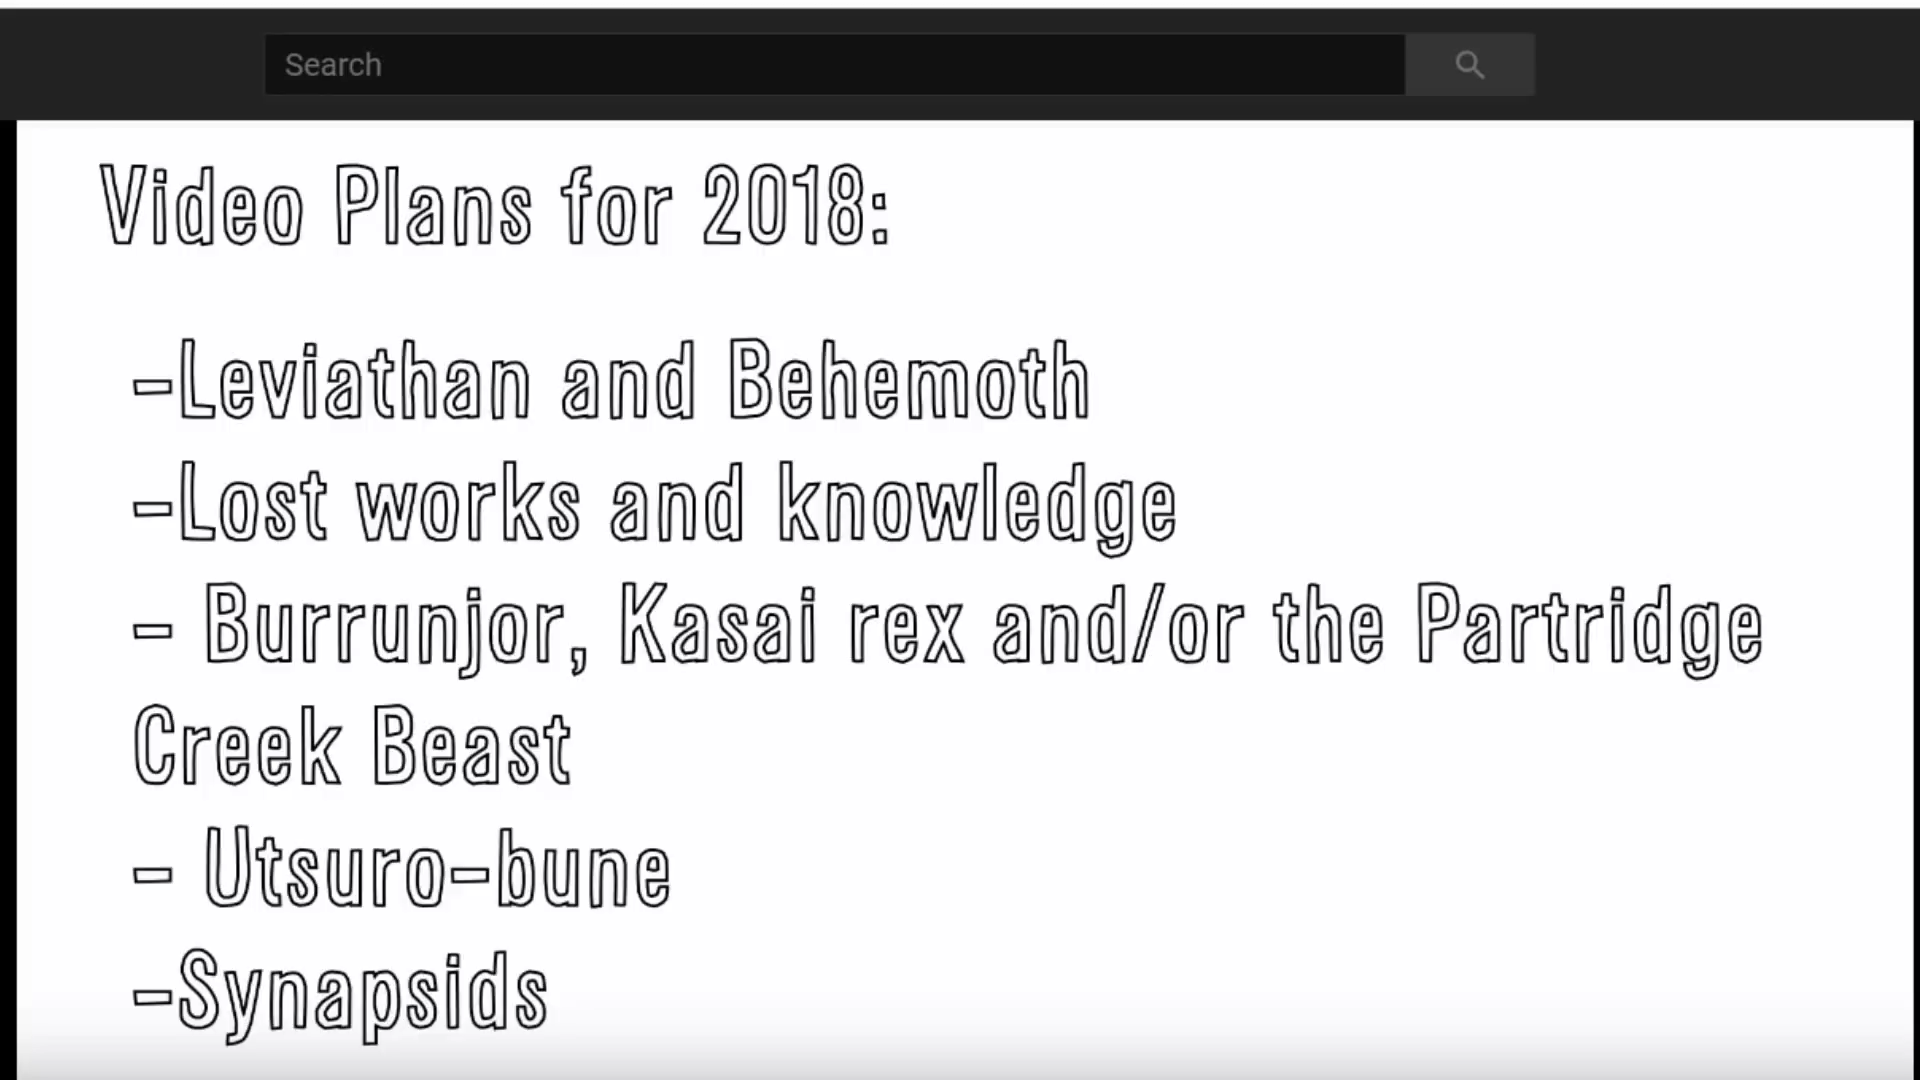 Search
Video Plans for 2018:
-Leviathan and Behemoth
-Lost works and knowledge
- Burrunjor, Kasai rex and/or the Partridge
Creek Beast
- Utsuro-bune
-Synapsids